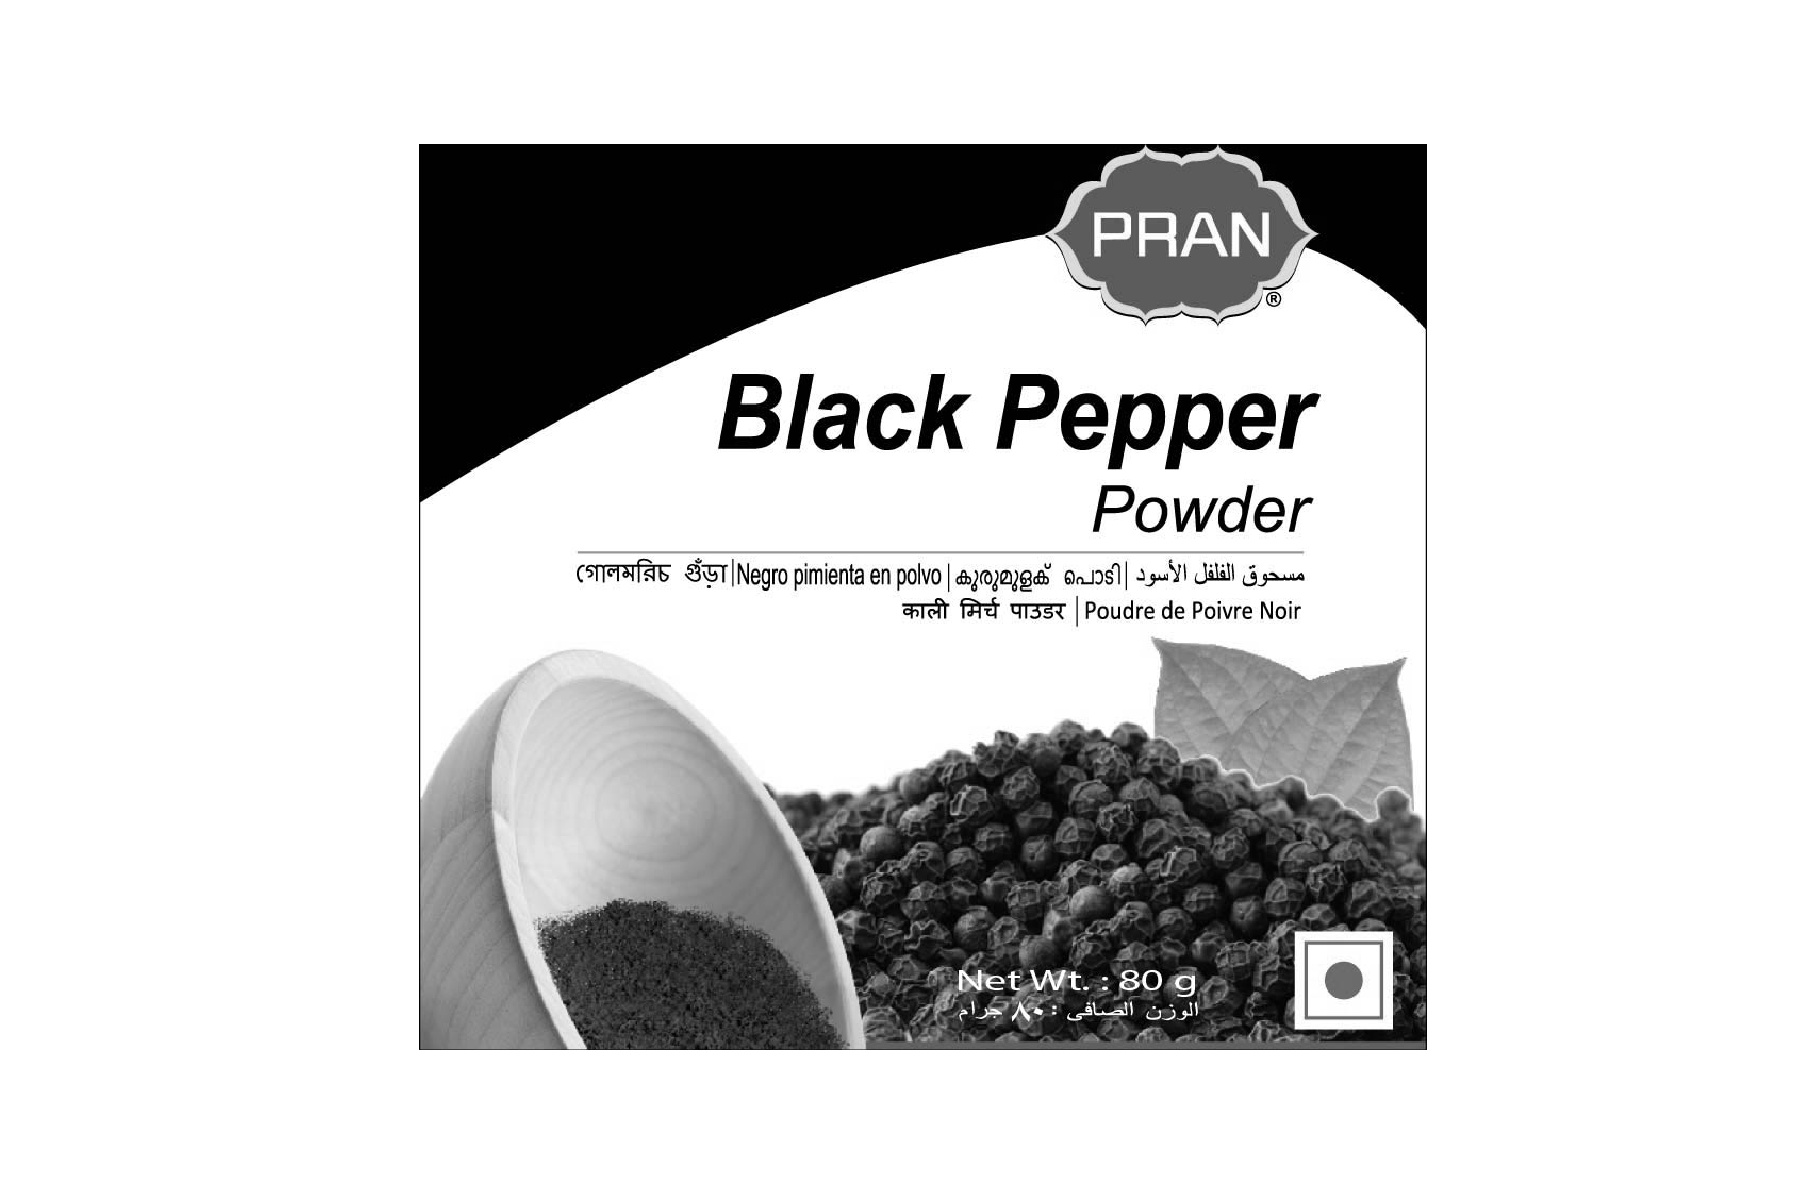 PRAN
®
Black Pepper
Powder
গোলমরিচ গুঁড়া|Negro pimienta en polvo|കുരുമുളക് പൊടി|مسحوق الفلفل الأسود
काली मिर्च पाउडर|Poudre de Poivre Noir
Net Wt. : 80 g
الوزن الصافى : ٨٠ جرام